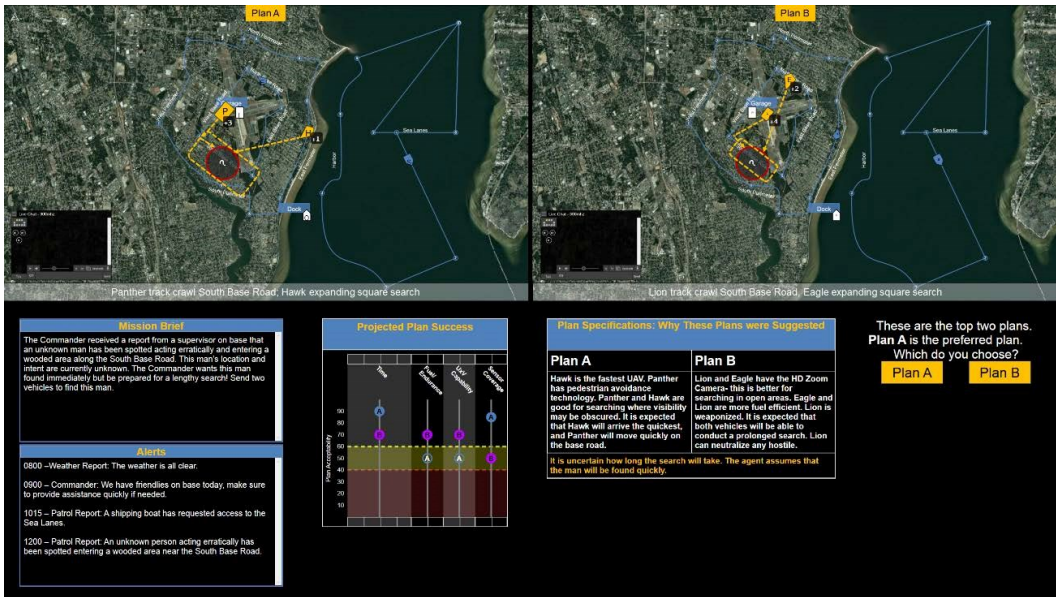 Plan A
Plan B
North Perimeter
Garage
Garage
Sea Lanes
Sea Lanes
Harbor
Harbor
South Perimeter
South Perimeter
Dock
Dock
Panther track crawl South Base Road, Hawk expanding square search
Lion track crawl South Base Road, Eagle expanding square search
Mission Brief
The Commander received a report from a supervisor on base that
an unknown man has been spotted acting erratically and entering a
wooded area along the South Base Road. This man's location and
intent are currently unknown. The Commander wants this man
found immediately but be prepared for a lengthy search! Send two
vehicles to find this man.
Alerts
0800 –Weather Report: The weather is all clear.
0900 – Commander: We have friendlies on base today, make sure
to provide assistance quickly if needed.
1015 – Patrol Report: A shipping boat has requested access to the
Sea Lanes.
1200 – Patrol Report: An unknown person acting erratically has
been spotted entering a wooded area near the South Base Road.
Projected Plan Success
Time
Fuel/
Endurance
UxV
Capability
Sensor
Coverage
Plan Acceptability
90
80
70
60
50
40
30
20
10
A
B
B
A
B
A
A
B
Plan Specifications: Why These Plans were Suggested
Plan A
Hawk is the fastest UAV. Panther
has pedestrian avoidance
technology. Panther and Hawk are
good for searching where visibility
may be obscured. It is expected
that Hawk will arrive the quickest,
and Panther will move quickly on
the base road.
Plan B
Lion and Eagle have the HD Zoom
Camera- this is better for
searching in open areas. Eagle and
Lion are more fuel efficient. Lion is
weaponized. It is expected that
both vehicles will be able to
conduct a prolonged search. Lion
can neutralize any hostile.
It is uncertain how long the search will take. The agent assumes that
the man will be found quickly.
These are the top two plans.
Plan A is the preferred plan.
Which do you choose?
Plan A
Plan B